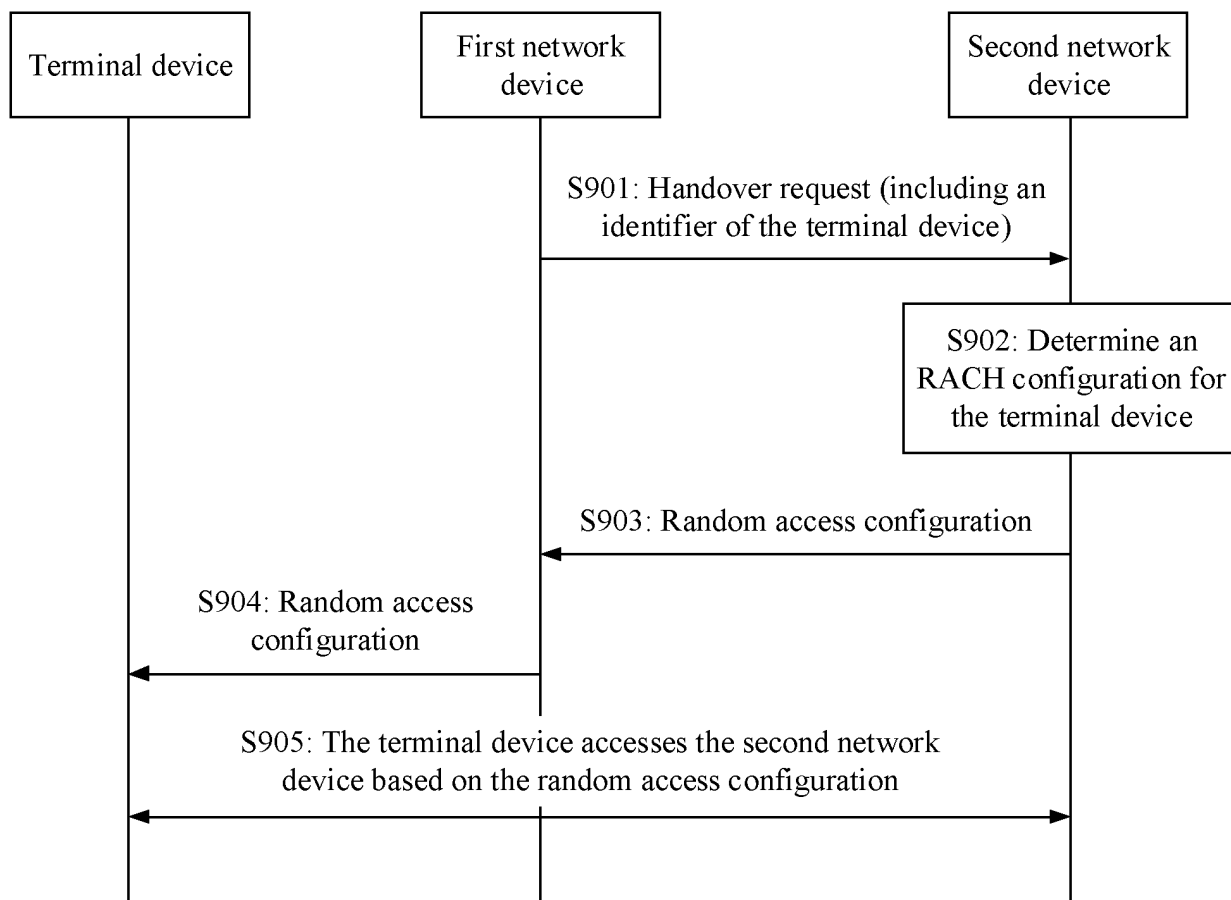 Terminal device
First network
device
Second network
device
S901: Handover request (including an
identifier of the terminal device)
S902: Determine an
RACH configuration for
the terminal device
S903: Random access configuration
S904: Random access
configuration
S905: The terminal device accesses the second network
device based on the random access configuration